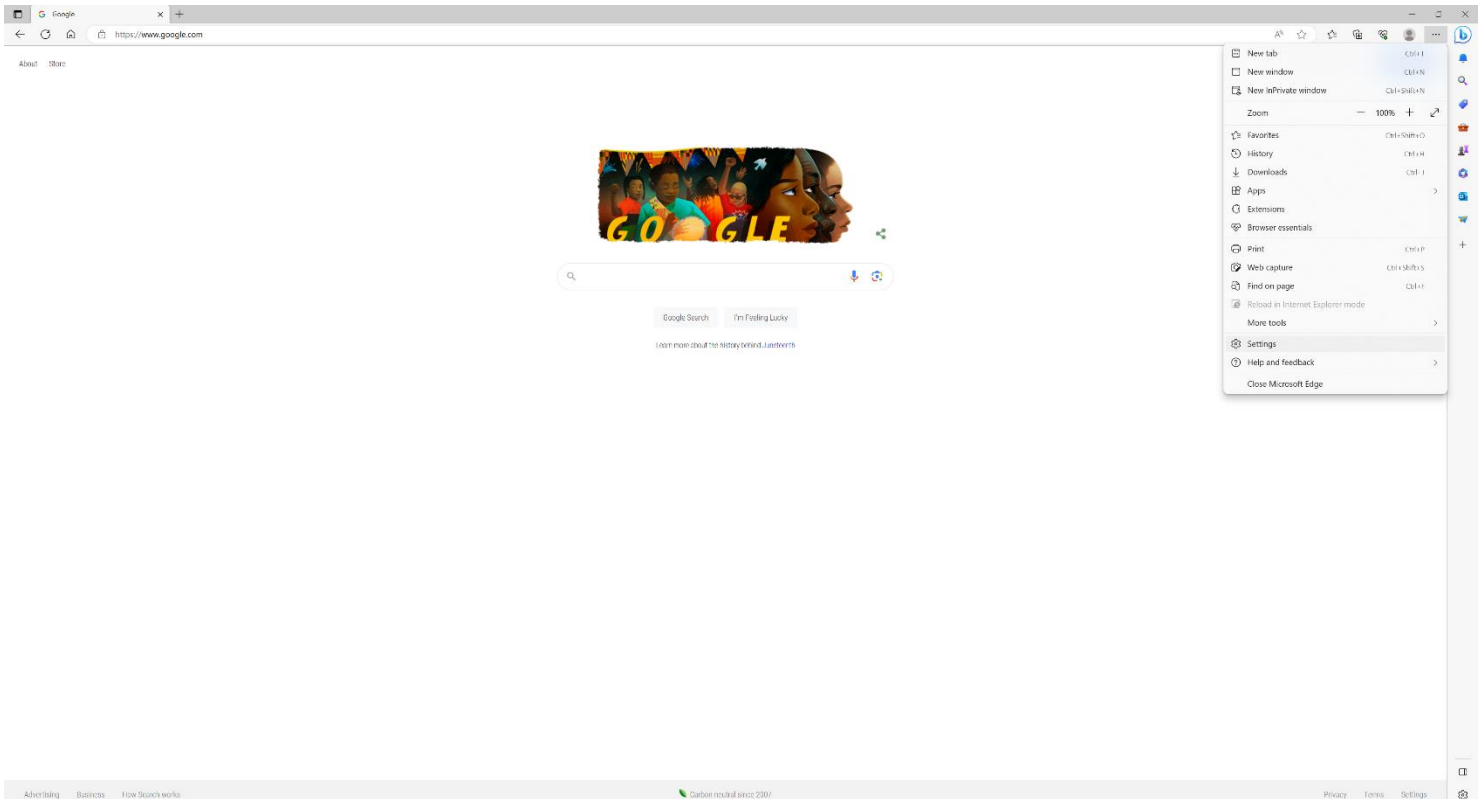 Google
https://www.google.com
About Store
GOOGLE
Google Search I'm Feeling Lucky
Learn more about the history behind Juneteenth
New tab
New window Ctrl+N
New InPrivate window Ctrl+Shift+N
Zoom 100%
Favorites Ctrl+Shift+O
History Ctrl+H
Downloads Ctrl+J
Apps
Extensions
Browser essentials
Print Ctrl+P
Web capture Ctrl+Shift+S
Find on page
Reload in Internet Explorer mode
More tools
Settings
Help and feedback
Close Microsoft Edge
Advertising Business How Search works Carbon neutral since 2007 Privacy Terms Settings